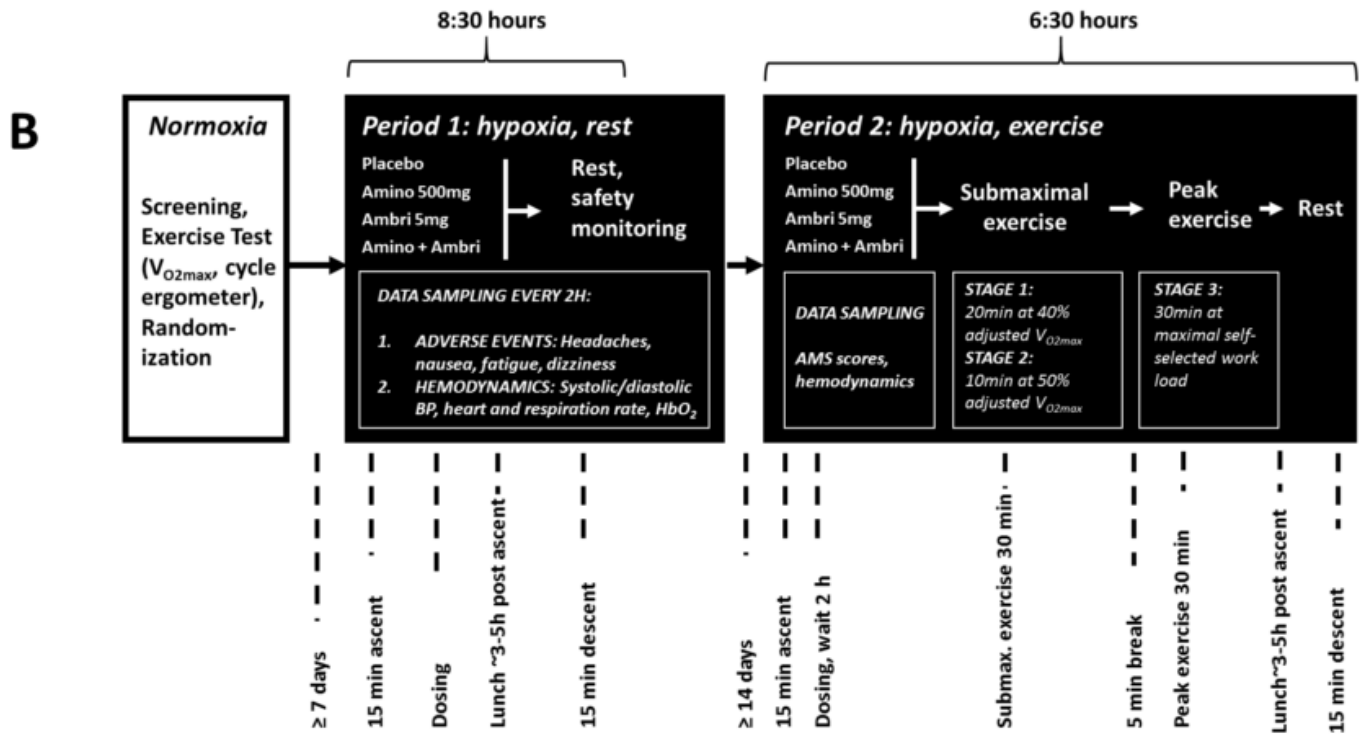 8:30 hours
6:30 hours
B
Normoxia
Screening,
Exercise Test
(VO2max, cycle
ergometer),
Random-
ization
Period 1: hypoxia, rest
Placebo
Amino 500mg
Ambri 5mg
Amino + Ambri
Rest,
safety
monitoring
DATA SAMPLING EVERY 2H:
1. ADVERSE EVENTS: Headaches,
nausea, fatigue, dizziness
2. HEMODYNAMICS: Systolic/diastolic
BP, heart and respiration rate, HbO2
Period 2: hypoxia, exercise
Placebo
Amino 500mg
Ambri 5mg
Amino + Ambri
Submaximal
exercise
Peak
exercise
Rest
DATA SAMPLING
AMS scores,
hemodynamics
STAGE 1:
20min at 40%
adjusted VO2max
STAGE 2:
10min at 50%
adjusted VO2max
STAGE 3:
30min at
maximal self-
selected work
load
≥ 7 days
15 min ascent
Dosing
Lunch ~3-5h post ascent
15 min descent
≥ 14 days
15 min ascent
Dosing, wait 2 h
Submax. exercise 30 min
5 min break
Peak exercise 30 min
Lunch~3-5h post ascent
15 min descent